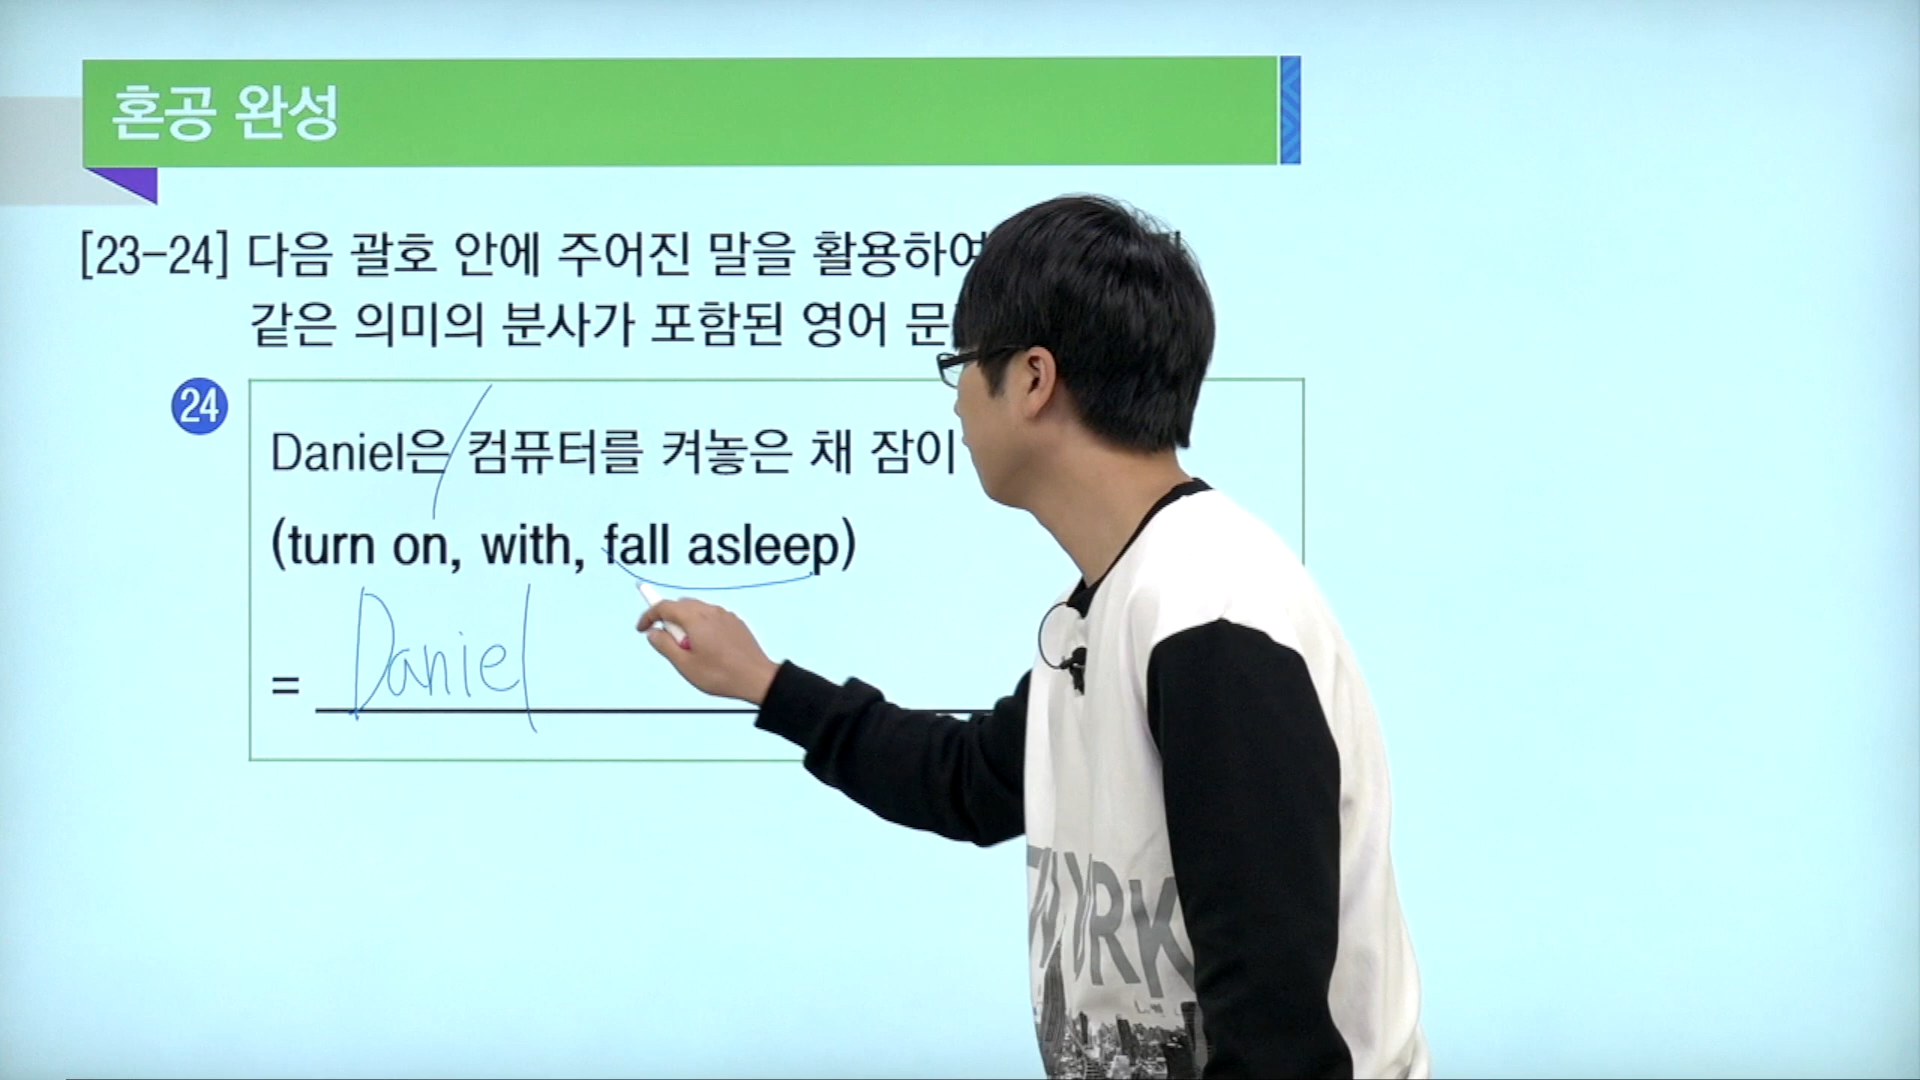 혼공 완성
[23-24] 다음 괄호 안에 주어진 말을 활용하여
같은 의미의 분사가 포함된 영어
24
Daniel은 컴퓨터를 켜놓은 채 잠이
(turn on, with, fall asleep)
= Daniel
YORK